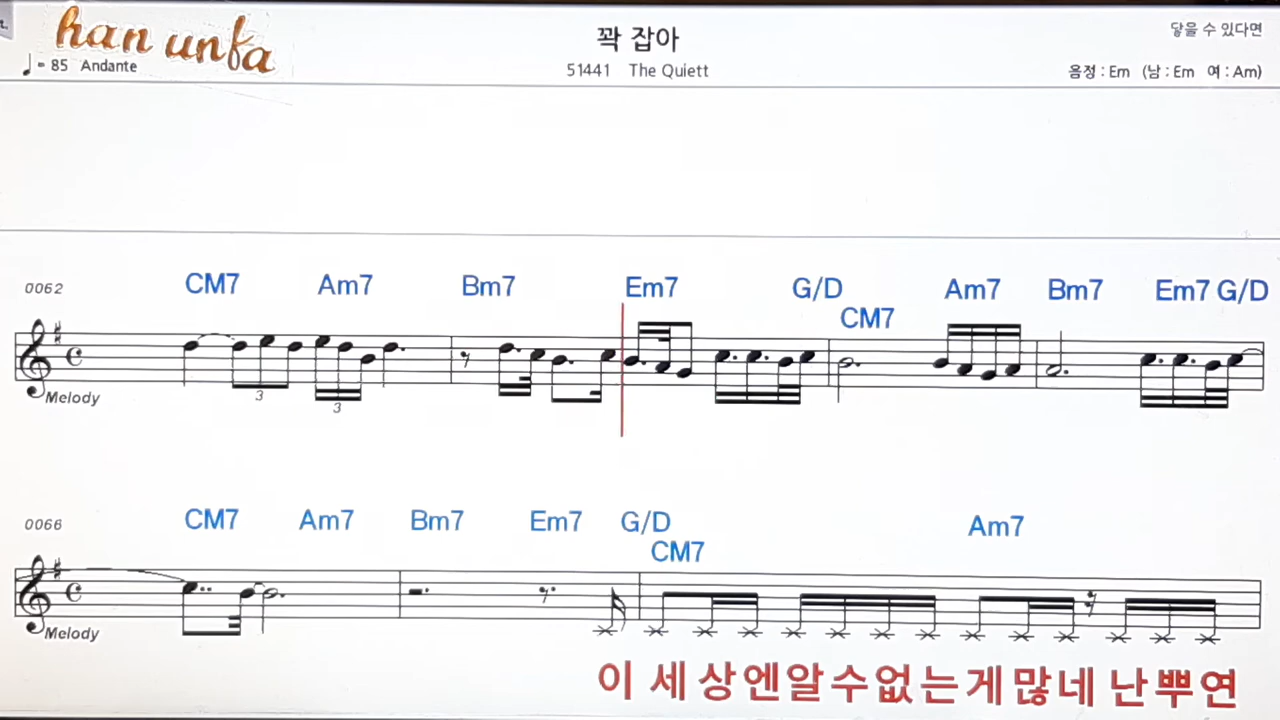 han unfa
꽉 잡아
닿을 수 있다면
♩= 85 Andante
51441 The Quiett
음정 : Em (남 : Em 여 : Am)
0062 CM7 Am7 Bm7 Em7 G/D CM7 Am7 Bm7 Em7 G/D
3 3
Melody
0066 CM7 Am7 Bm7 Em7 G/D CM7 Am7
Melody
이 세상엔알수없는게많네 난뿌연